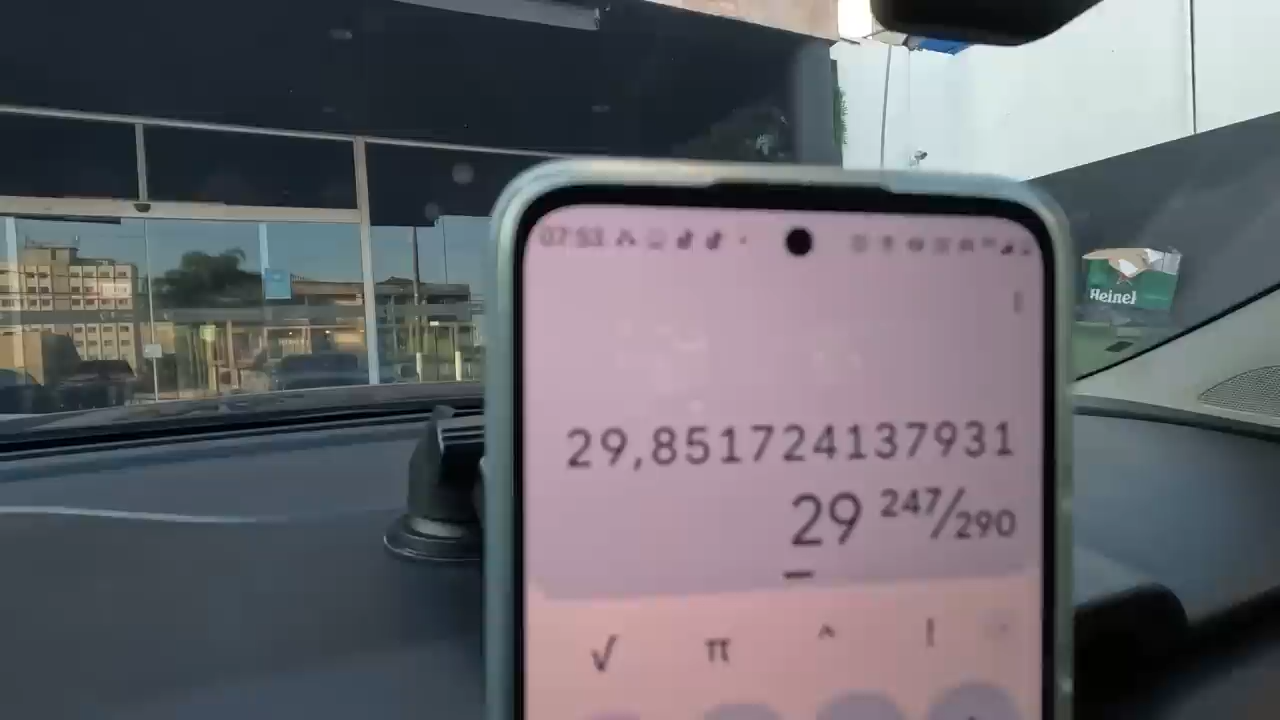 07:53
Heinel
29,851724137931
29 247/290
√ π ^ !